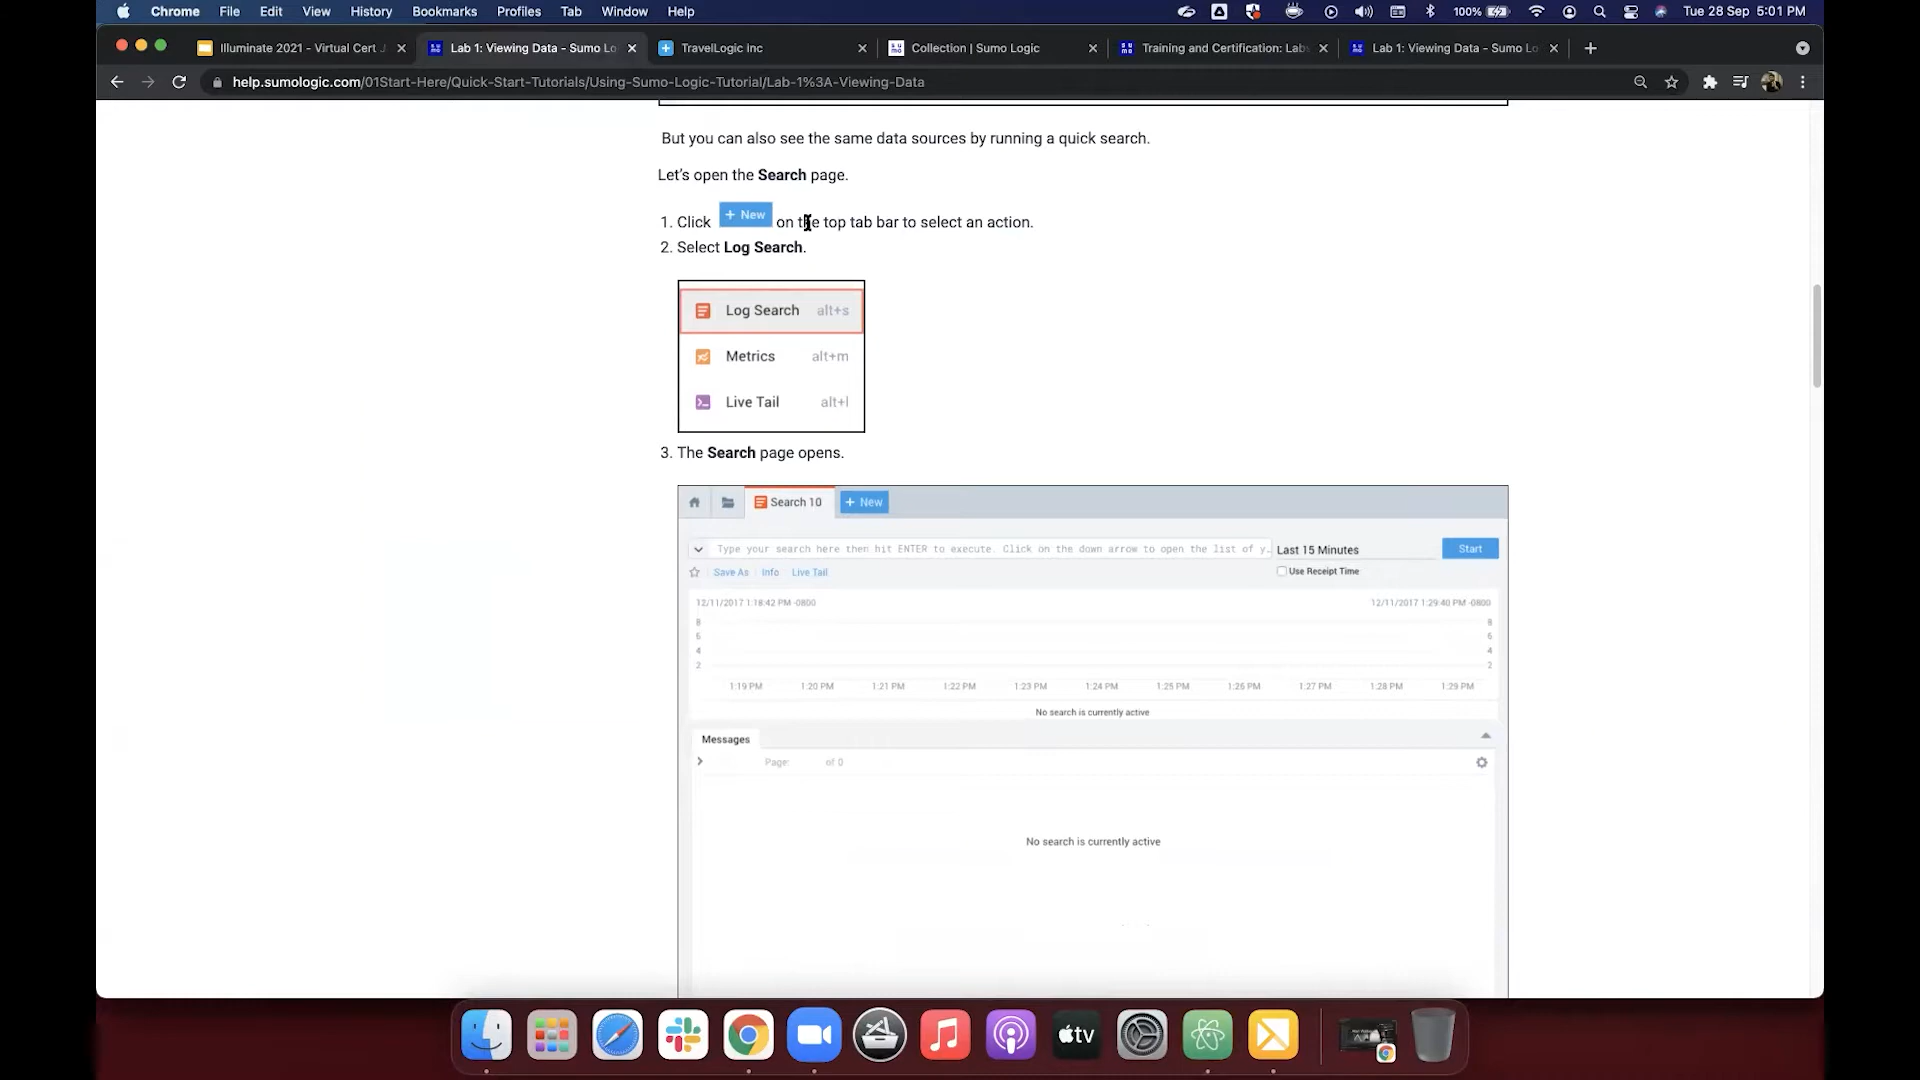 Chrome File Edit View History Bookmarks Profiles Tab Window Help 100% Tue 28 Sep 5:01 PM
Illuminate 2021 - Virtual Cert Lab 1: Viewing Data - Sumo Lo TravelLogic Inc Collection | Sumo Logic Training and Certification: Labs Lab 1: Viewing Data - Sumo Lo
help.sumologic.com/01Start-Here/Quick-Start-Tutorials/Using-Sumo-Logic-Tutorial/Lab-1%3A-Viewing-Data
But you can also see the same data sources by running a quick search.
Let's open the Search page.
1. Click + New on the top tab bar to select an action.
2. Select Log Search.
Log Search alt+s
Metrics alt+m
Live Tail alt+l
3. The Search page opens.
Search 10 + New
Type your search here then hit ENTER to execute. Click on the down arrow to open the list of y… Last 15 Minutes Start
Save As Info Live Tail Use Receipt Time
12/11/2017 1:18:42 PM -0800 12/11/2017 1:29:40 PM -0800
8 8
6 6
4 4
2 2
1:19 PM 1:20 PM 1:21 PM 1:22 PM 1:23 PM 1:24 PM 1:25 PM 1:26 PM 1:27 PM 1:28 PM 1:29 PM
No search is currently active
Messages
Page: of 0
No search is currently active
tv